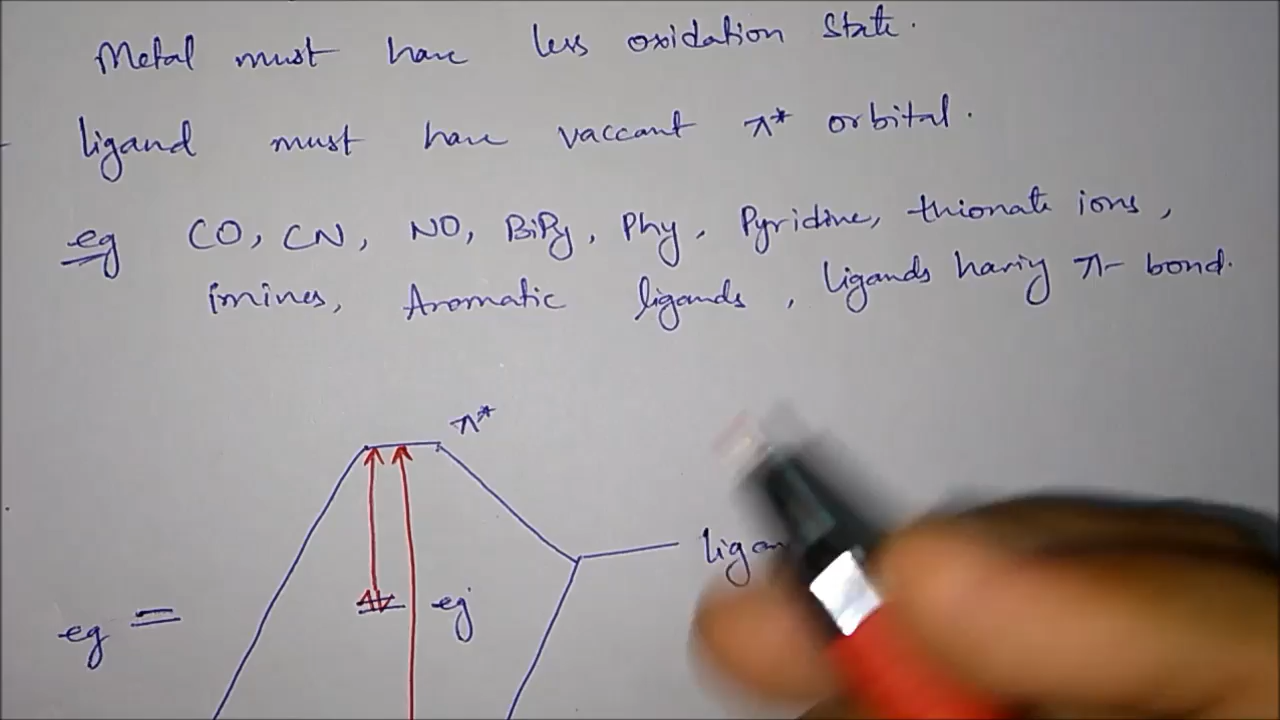 Metal must have less oxidation state.
ligand must have vaccant π* orbital.
eg CO, CN, NO, BiPy, Phy, Pyridine, thionate ions,
imines, Aromatic ligands, ligands having π- bond.
π*
ligan
eg
eg